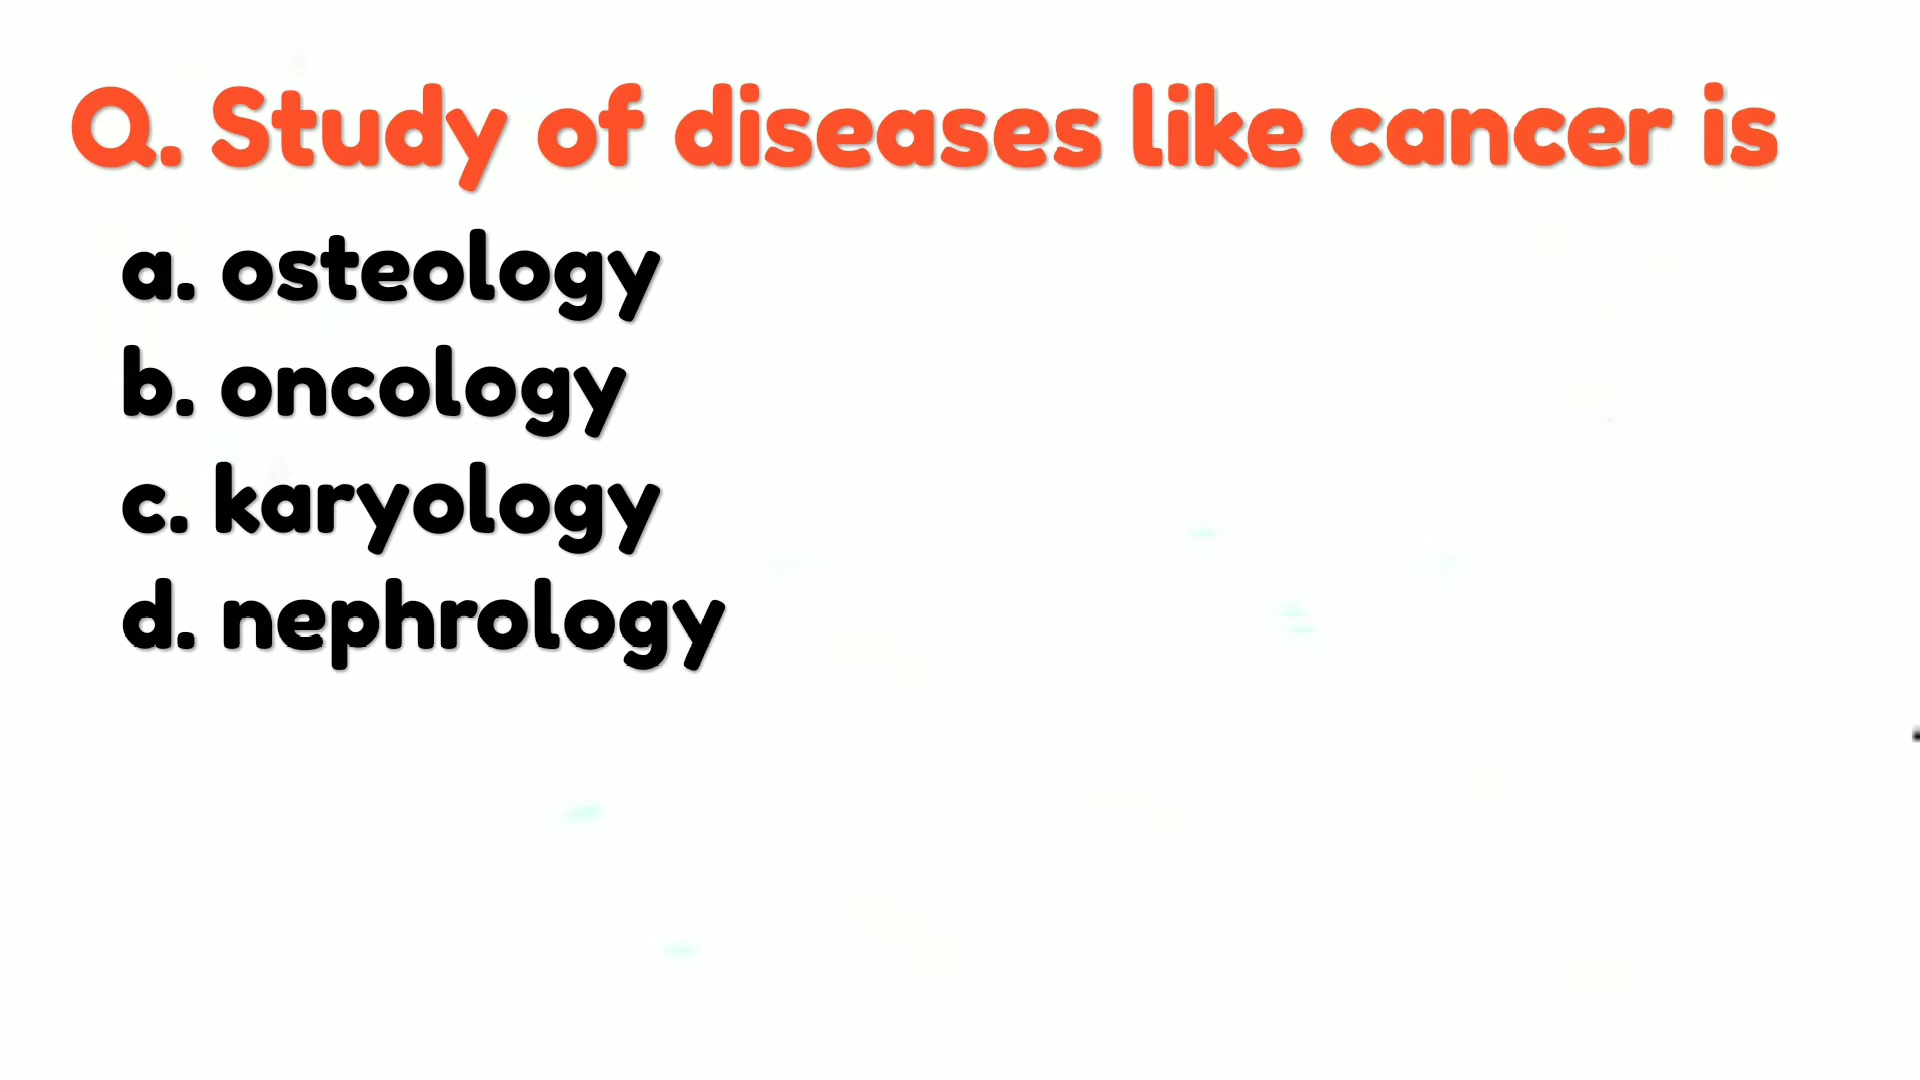 Q. Study of diseases like cancer is
a. osteology
b. oncology
c. karyology
d. nephrology